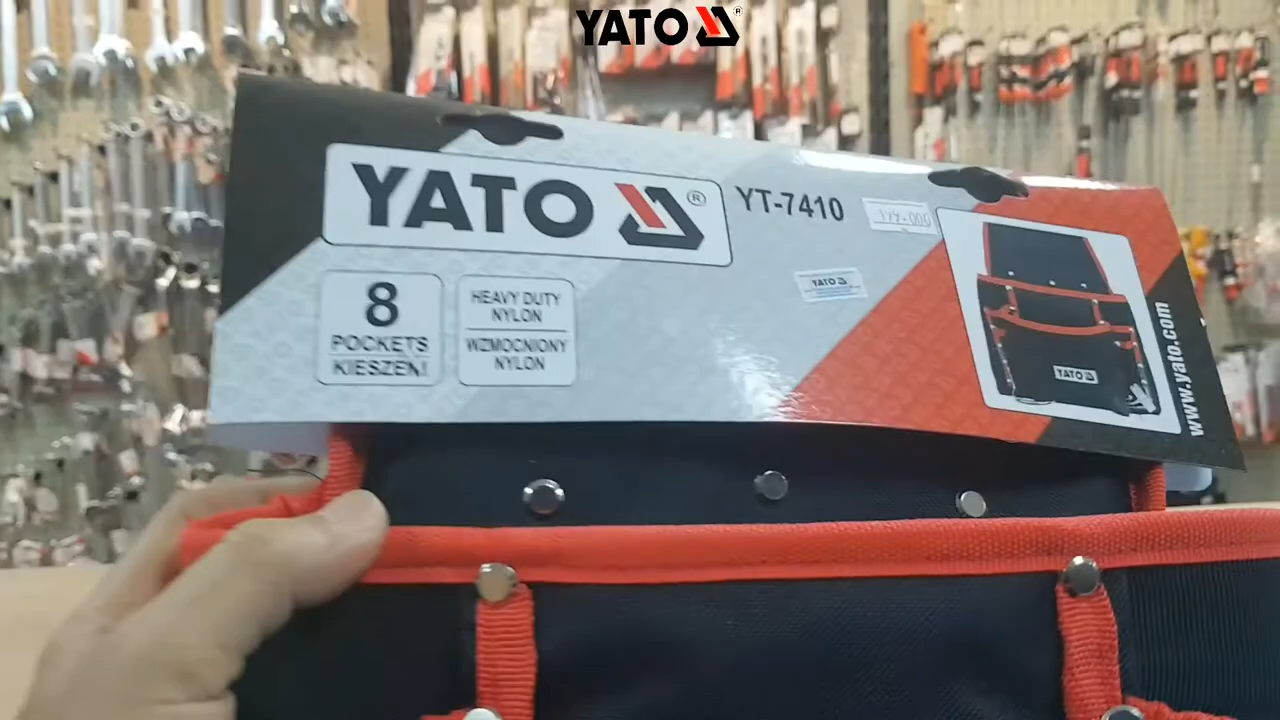 YATO®
YATO®
YT-7410
8
POCKETS
KIESZENI
HEAVY DUTY
NYLON
WZMOCNIONY
NYLON
YATO
YATO
www.yato.com